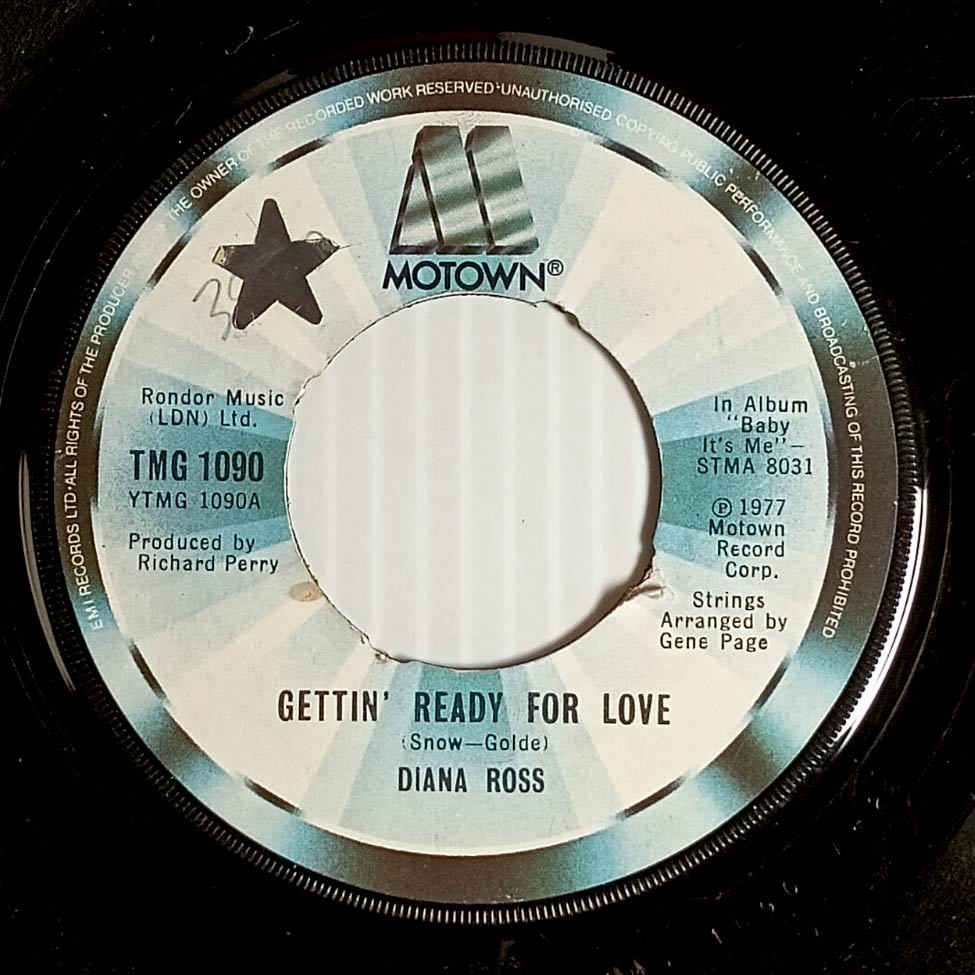 EMI RECORDS LTD·ALL RIGHTS OF THE PRODUCER AND OF THE OWNER OF THE RECORDED WORK RESERVED·UNAUTHORISED COPYING PUBLIC PERFORMANCE AND BROADCASTING OF THIS RECORD PROHIBITED
MOTOWN®
Rondor Music
(LDN) Ltd.
TMG 1090
YTMG 1090A
Produced by
Richard Perry
In Album
"Baby
It's Me"—
STMA 8031
℗ 1977
Motown
Record
Corp.
Strings
Arranged by
Gene Page
GETTIN' READY FOR LOVE
(Snow—Golde)
DIANA ROSS